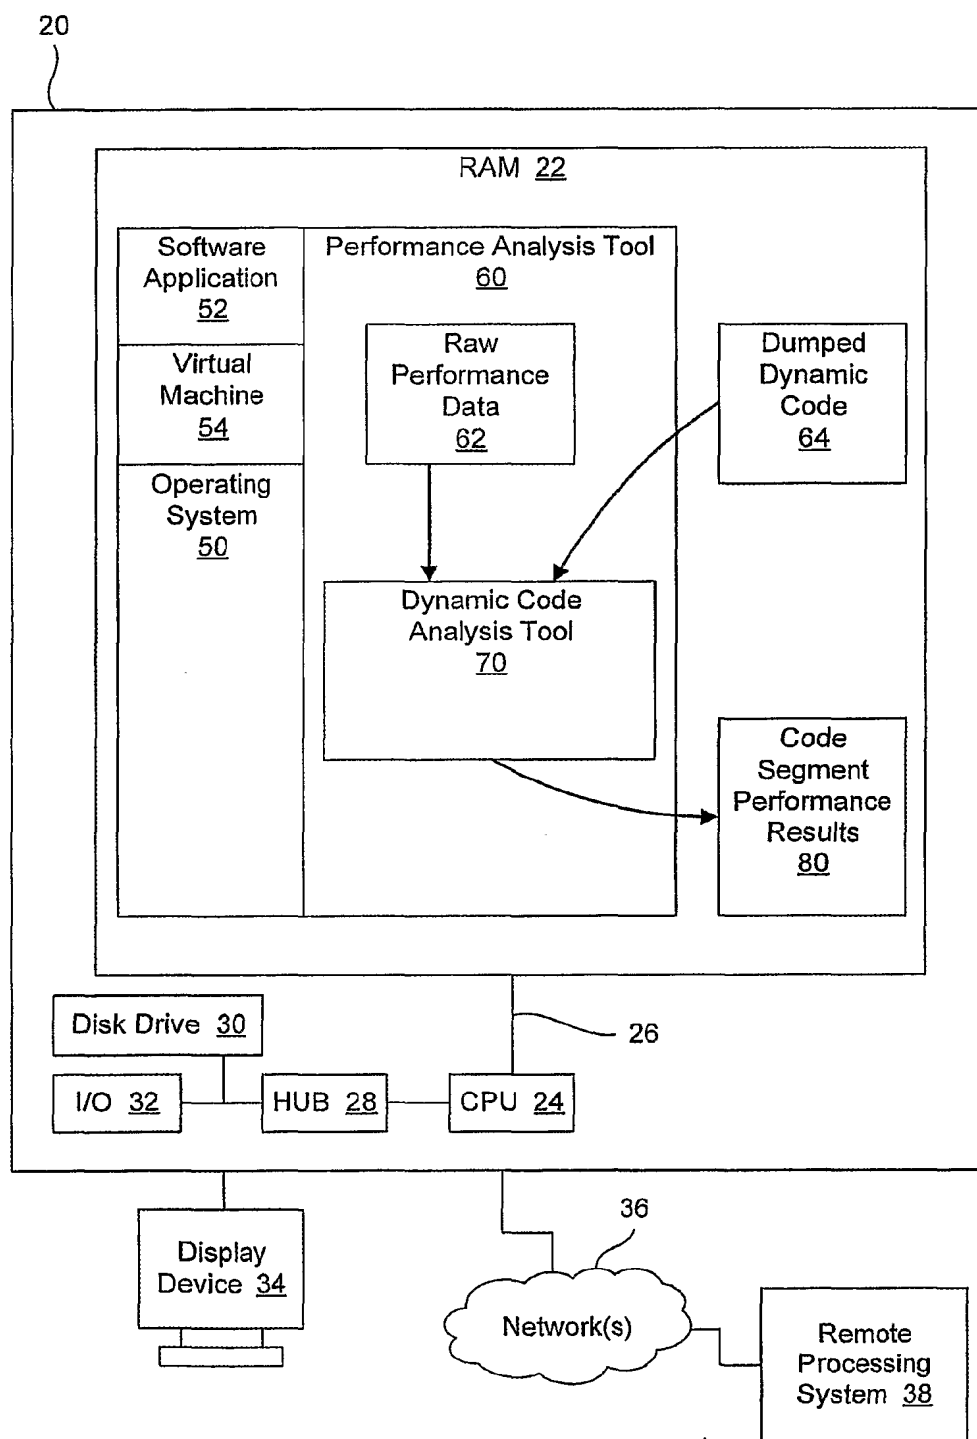 20
RAM 22
Software
Application
52
Performance Analysis Tool
60
Virtual
Machine
54
Raw
Performance
Data
62
Dumped
Dynamic
Code
64
Operating
System
50
Dynamic Code
Analysis Tool
70
Code
Segment
Performance
Results
80
Disk Drive 30
26
I/O 32
HUB 28
CPU 24
36
Display
Device 34
Network(s)
Remote
Processing
System 38